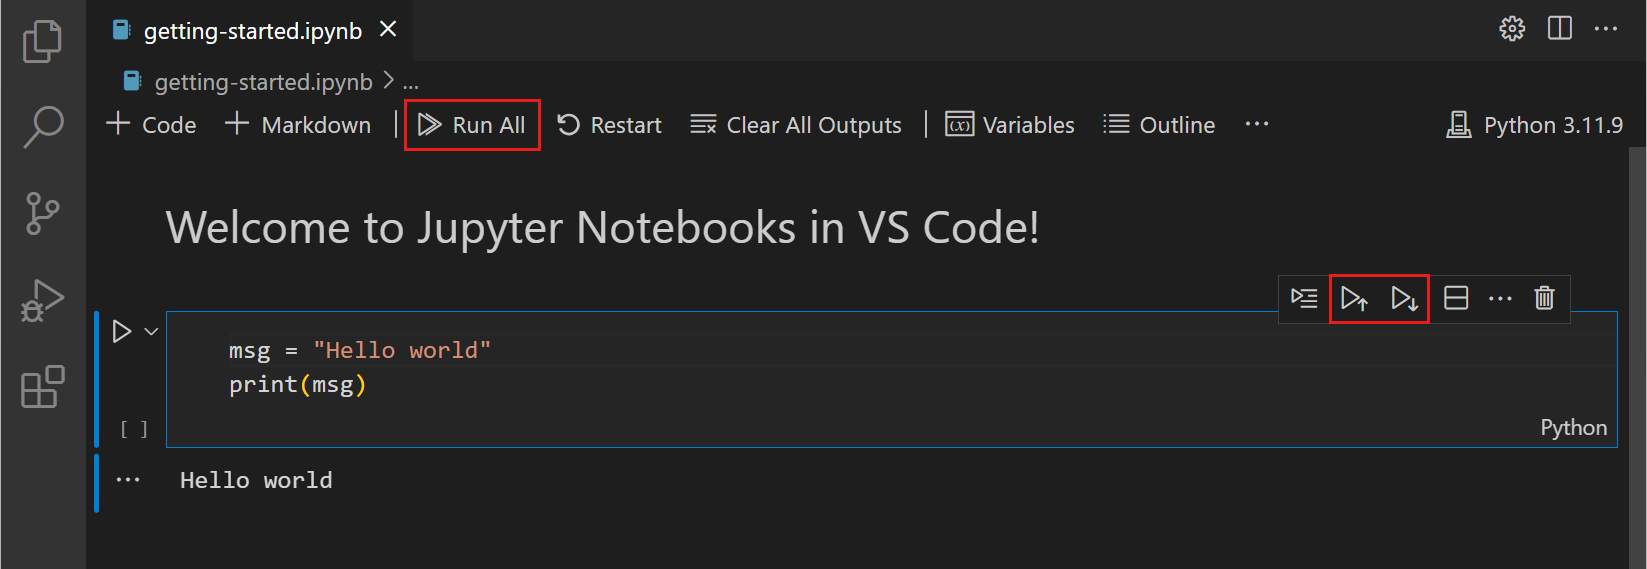 getting-started.ipynb
getting-started.ipynb > ...
Code Markdown Run All Restart Clear All Outputs (x) Variables Outline ... Python 3.11.9
Welcome to Jupyter Notebooks in VS Code!
msg = "Hello world"
print(msg)
[ ]
Python
Hello world